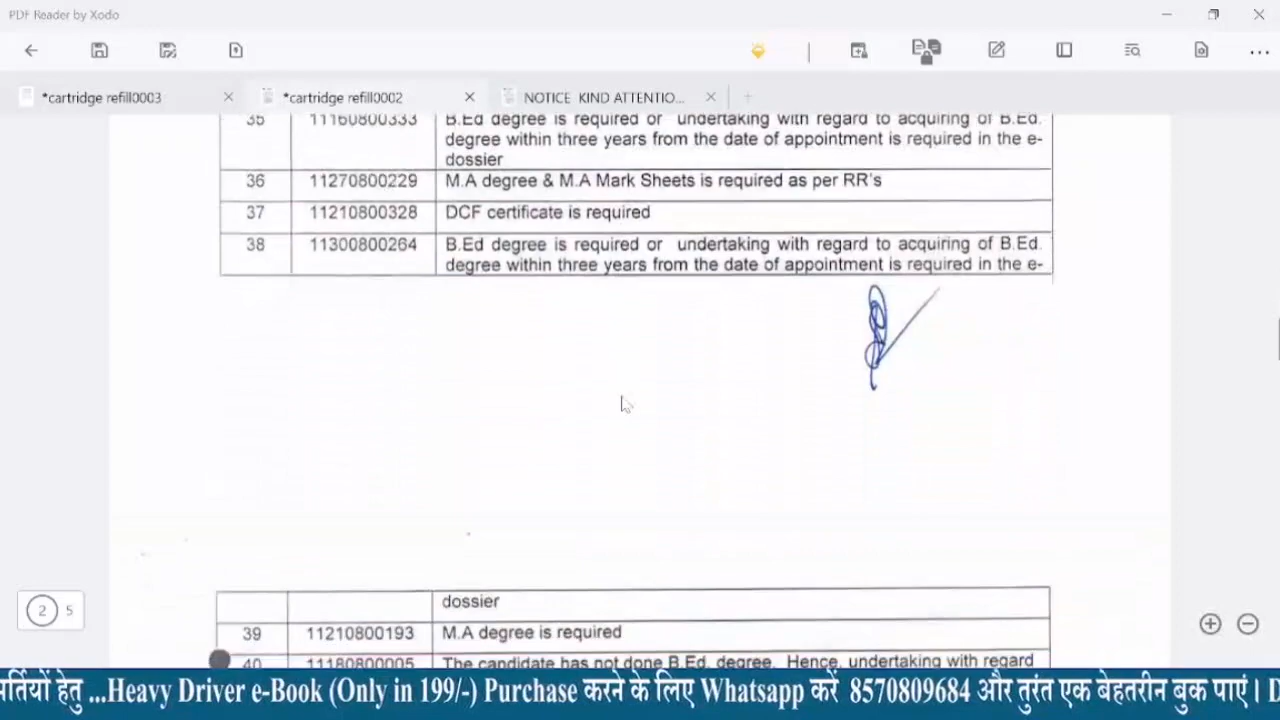 PDF Reader by Xodo
*cartridge refill0003
*cartridge refill0002
NOTICE KIND ATTENTIO...
35 11160800333 B.Ed degree is required or undertaking with regard to acquiring of B.Ed.
degree within three years from the date of appointment is required in the e-
dossier
36 11270800229 M.A degree & M.A Mark Sheets is required as per RR's
37 11210800328 DCF certificate is required
38 11300800264 B.Ed degree is required or undertaking with regard to acquiring of B.Ed.
degree within three years from the date of appointment is required in the e-
dossier
39 11210800193 M.A degree is required
40 11180800005 The candidate has not done B.Ed. degree. Hence, undertaking with regard
2 5
र्तियों हेतु ...Heavy Driver e-Book (Only in 199/-) Purchase करने के लिए Whatsapp करें 8570809684 और तुरंत एक बेहतरीन बुक पाएं। D